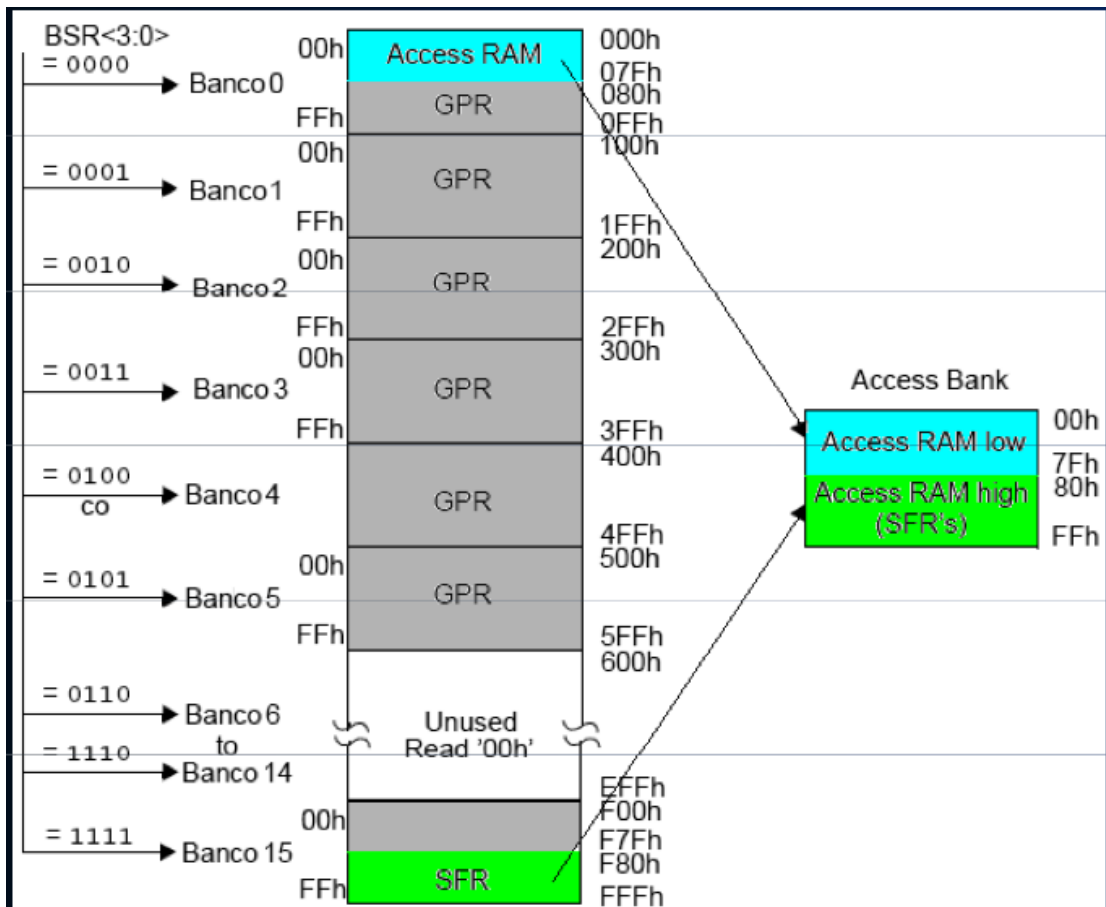 BSR<3:0>
= 0000
Banco 0
00h
Access RAM
000h
07Fh
GPR
080h
FFh
0FFh
= 0001
Banco 1
00h
GPR
100h
FFh
1FFh
= 0010
Banco 2
00h
GPR
200h
FFh
2FFh
= 0011
Banco 3
00h
GPR
300h
FFh
3FFh
= 0100
co
Banco 4
GPR
400h
4FFh
= 0101
Banco 5
00h
GPR
500h
FFh
5FFh
600h
= 0110
Banco 6
to
= 1110
Banco 14
Unused
Read '00h'
EFFh
= 1111
Banco 15
00h
F00h
F7Fh
SFR
F80h
FFh
FFFh
Access Bank
Access RAM low
00h
7Fh
Access RAM high
(SFR's)
80h
FFh